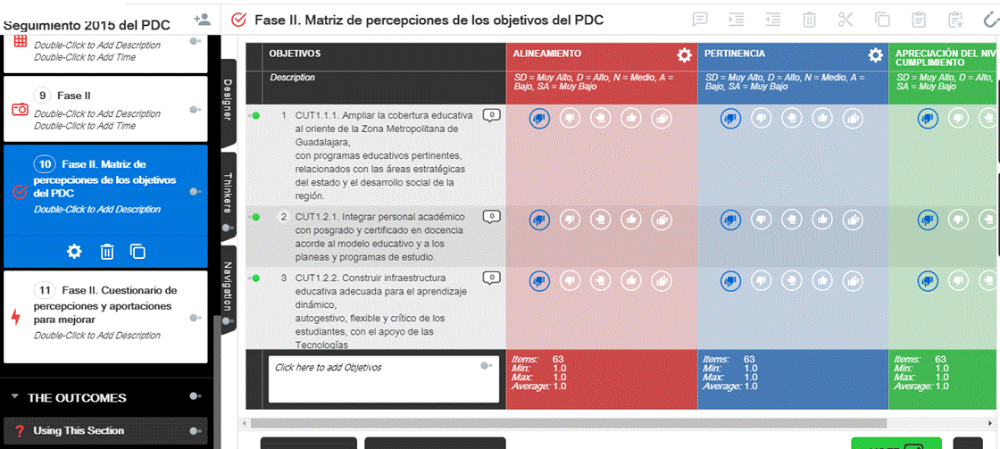 Seguimiento 2015 del PDC
Double-Click to Add Description
Double-Click to Add Time
9 Fase II
Double-Click to Add Description
Double-Click to Add Time
10 Fase II. Matriz de
percepciones de los objetivos
del PDC
Double-Click to Add Description
11 Fase II. Cuestionario de
percepciones y aportaciones
para mejorar
Double-Click to Add Description
THE OUTCOMES
? Using This Section
Designer
Thinkers
Navigation
Fase II. Matriz de percepciones de los objetivos del PDC
OBJETIVOS
Description
ALINEAMIENTO
SD = Muy Alto, D = Alto, N = Medio, A =
Bajo, SA = Muy Bajo
PERTINENCIA
SD = Muy Alto, D = Alto, N = Medio, A =
Bajo, SA = Muy Bajo
APRECIACIÓN DEL NIV
CUMPLIMIENTO
SD = Muy Alto, D = Alto,
SA = Muy Bajo
1 CUT1.1.1. Ampliar la cobertura educativa
al oriente de la Zona Metropolitana de
Guadalajara,
con programas educativos pertinentes,
relacionados con las áreas estratégicas
del estado y el desarrollo social de la
región.
0
2 CUT1.2.1. Integrar personal académico
con posgrado y certificado en docencia
acorde al modelo educativo y a los
planeas y programas de estudio.
0
3 CUT1.2.2. Construir infraestructura
educativa adecuada para el aprendizaje
dinámico,
autogestivo, flexible y crítico de los
estudiantes, con el apoyo de las
Tecnologías
0
Click here to add Objetivos
Items: 63
Min: 1.0
Max: 1.0
Average: 1.0
Items: 63
Min: 1.0
Max: 1.0
Average: 1.0
Items: 63
Min: 1.0
Max: 1.0
Average: 1.0